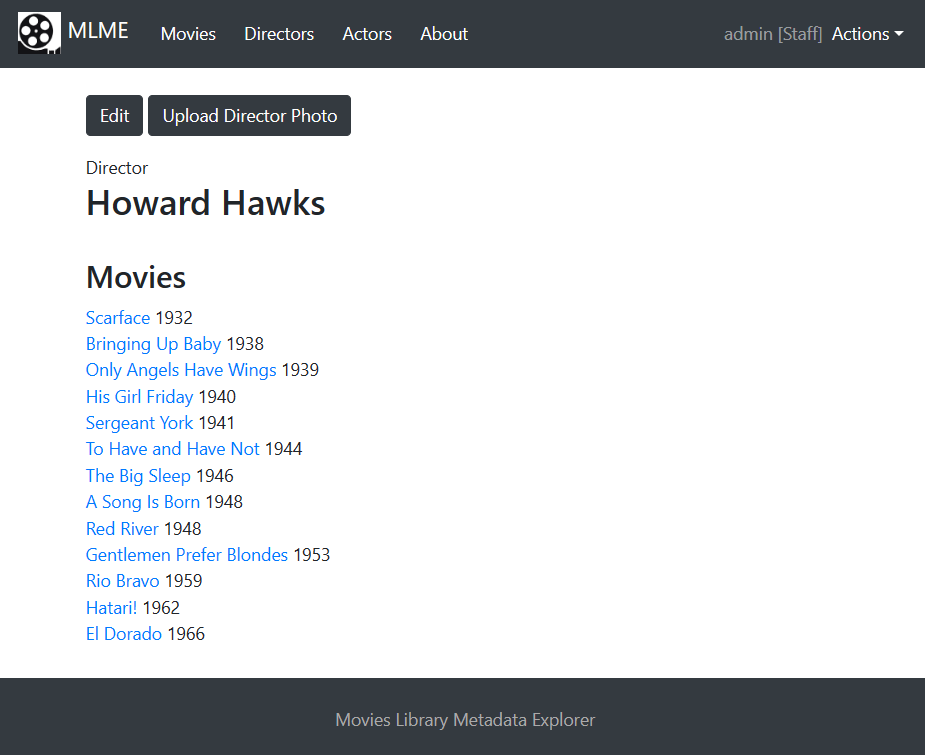 MLME Movies Directors Actors About admin [Staff] Actions
Edit Upload Director Photo
Director
Howard Hawks
Movies
Scarface 1932
Bringing Up Baby 1938
Only Angels Have Wings 1939
His Girl Friday 1940
Sergeant York 1941
To Have and Have Not 1944
The Big Sleep 1946
A Song Is Born 1948
Red River 1948
Gentlemen Prefer Blondes 1953
Rio Bravo 1959
Hatari! 1962
El Dorado 1966
Movies Library Metadata Explorer